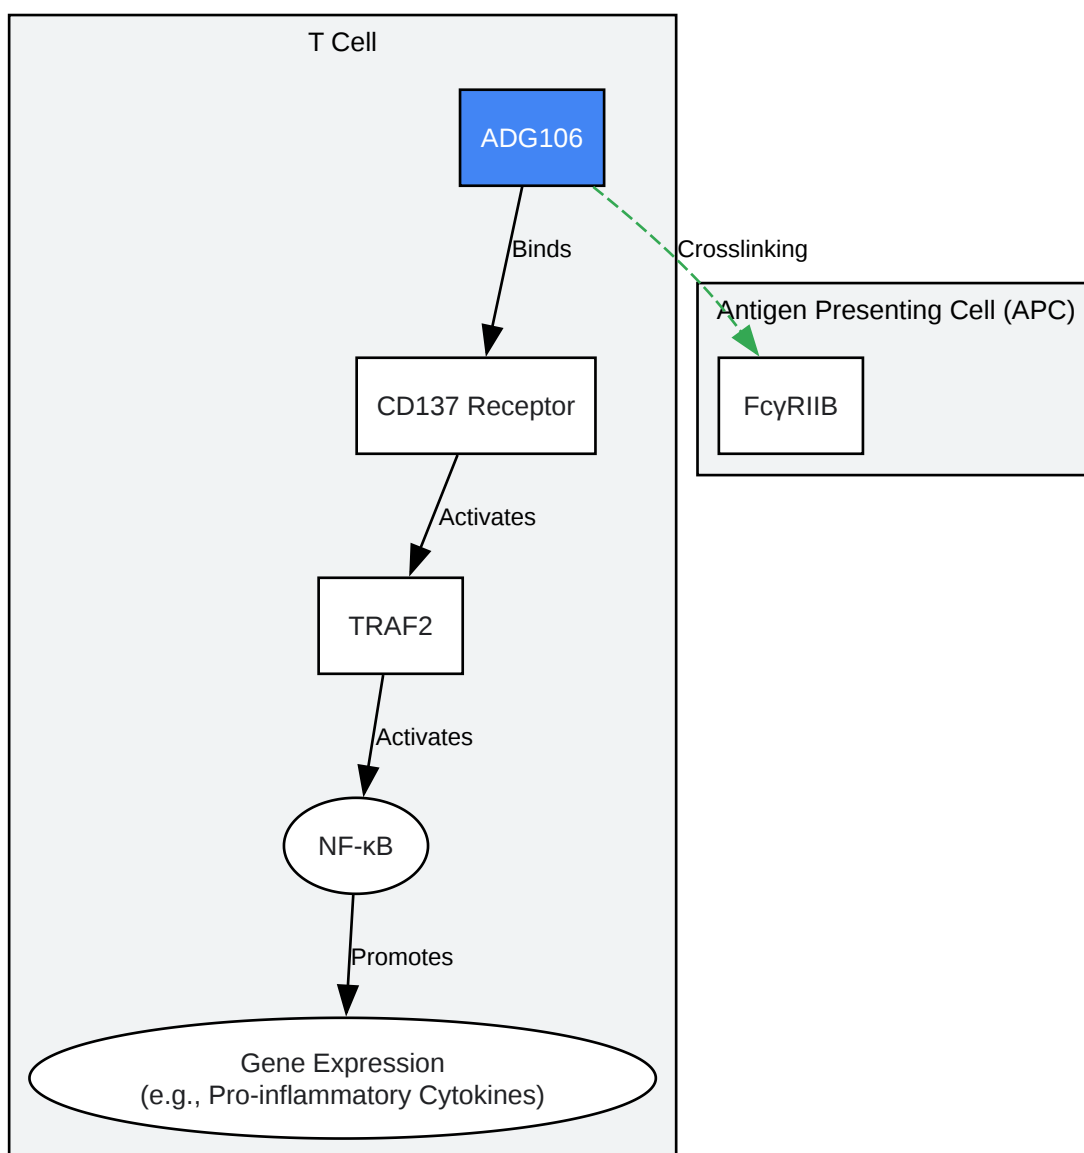 T Cell
ADG106
Binds
Crosslinking
Antigen Presenting Cell (APC)
CD137 Receptor
FcγRIIB
Activates
TRAF2
Activates
NF-κB
Promotes
Gene Expression
(e.g., Pro-inflammatory Cytokines)